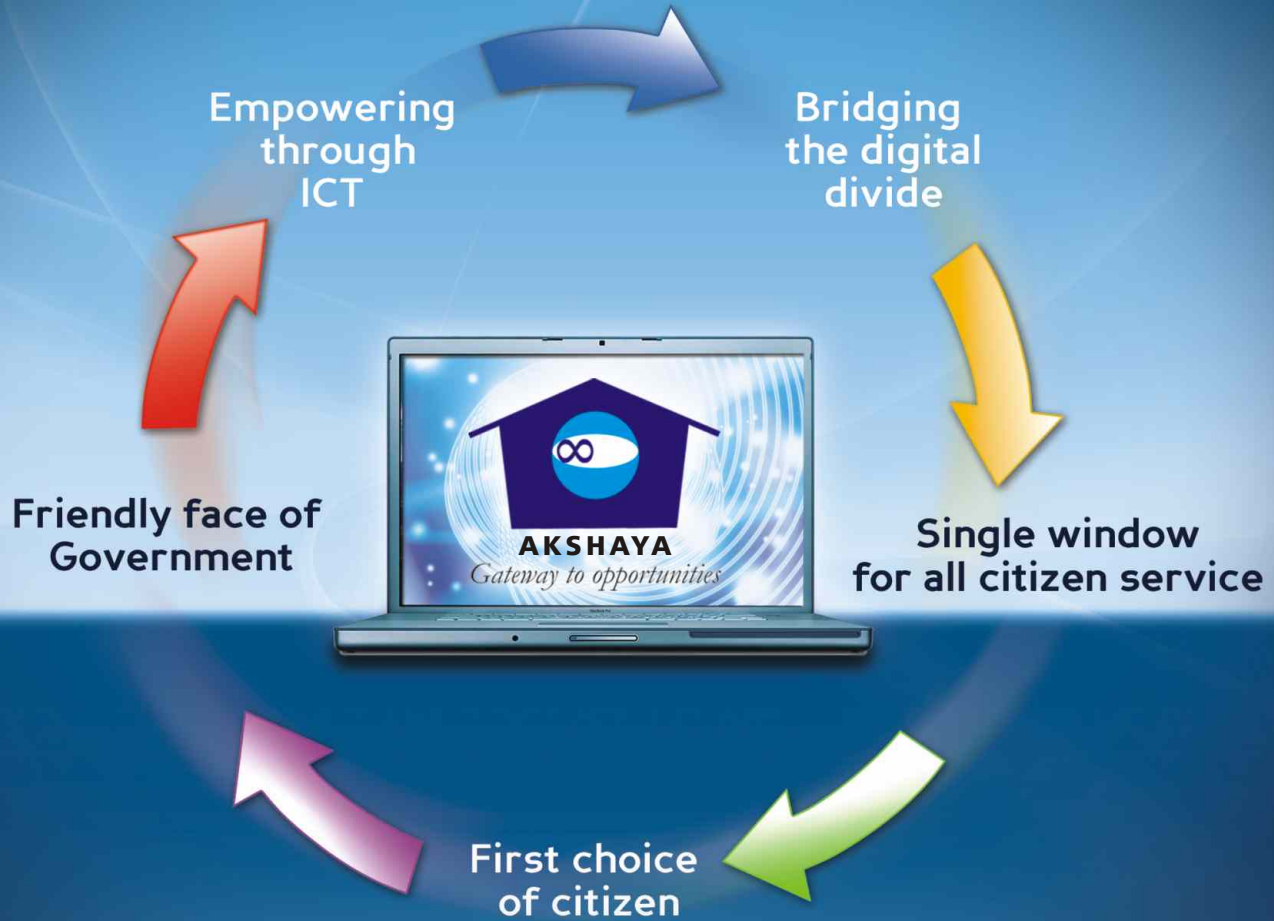 Empowering
through
ICT
Bridging
the digital
divide
Friendly face of
Government
AKSHAYA
Gateway to opportunities
Single window
for all citizen service
First choice
of citizen